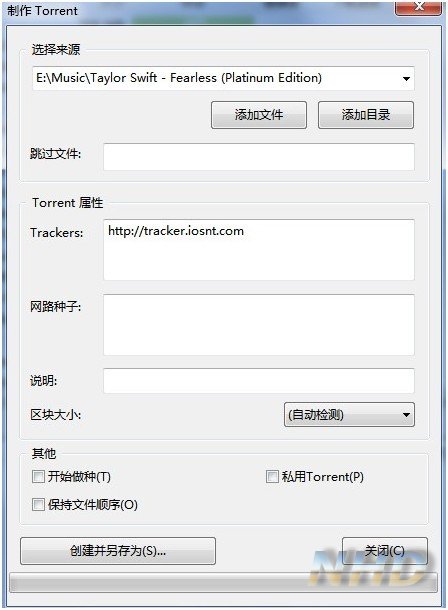 制作 Torrent
选择来源
E:\Music\Taylor Swift - Fearless (Platinum Edition)
添加文件 添加目录
跳过文件:
Torrent 属性
Trackers: http://tracker.iosnt.com
网路种子:
说明:
区块大小: (自动检测)
其他
开始做种(T) 私用Torrent(P)
保持文件顺序(O)
创建并另存为(S)... 关闭(C)
NHD